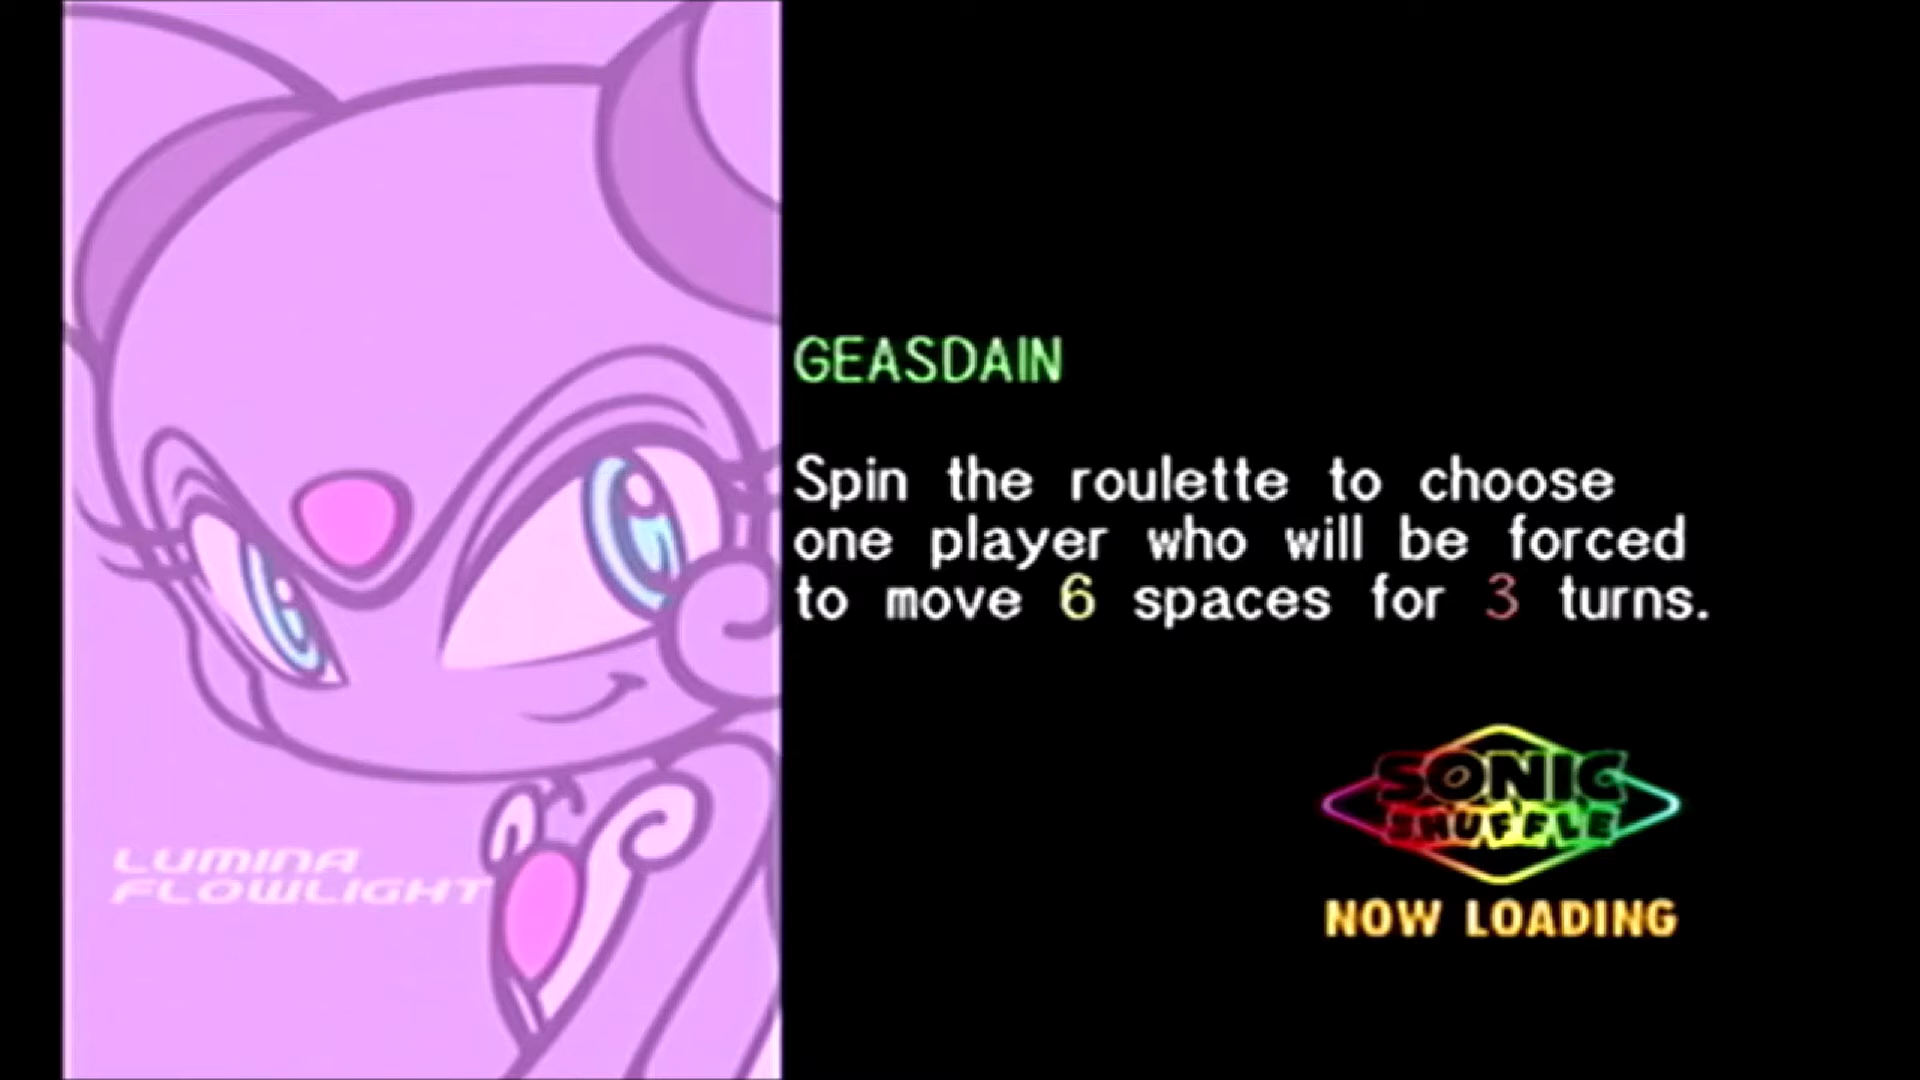 GEASDAIN
Spin the roulette to choose
one player who will be forced
to move 6 spaces for 3 turns.
LUMINA
FLOWLIGHT
SONIC
SHUFFLE
NOW LOADING